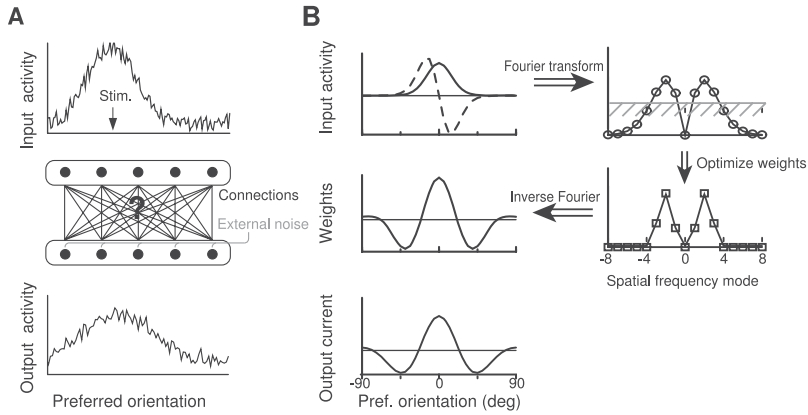 A
B
Input activity
Stim.
Connections
?
External noise
Output activity
Preferred orientation
Input activity
Fourier transform
Optimize weights
Weights
Inverse Fourier
-8 -4 0 4 8
Spatial frequency mode
Output current
-90 0 90
Pref. orientation (deg)